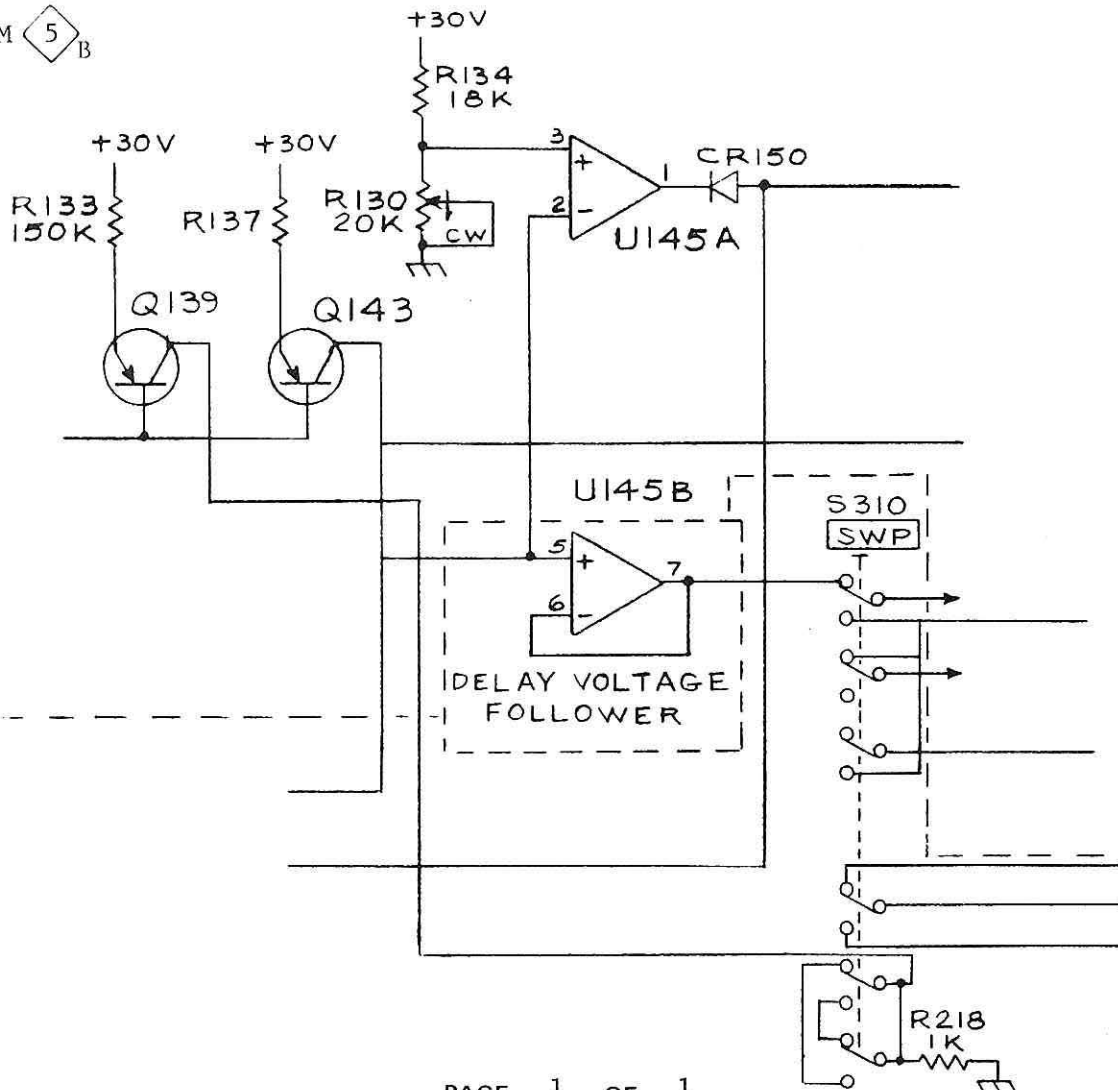 M 5 B
+30V
R134
18K
+30V
+30V
R133
150K
R137
R130
20K
CW
3
+
2
-
1
CR150
U145A
Q139
Q143
U145B
S310
SWP
5
+
6
-
7
DELAY VOLTAGE
FOLLOWER
R218
1K
PAGE 1 OF 1